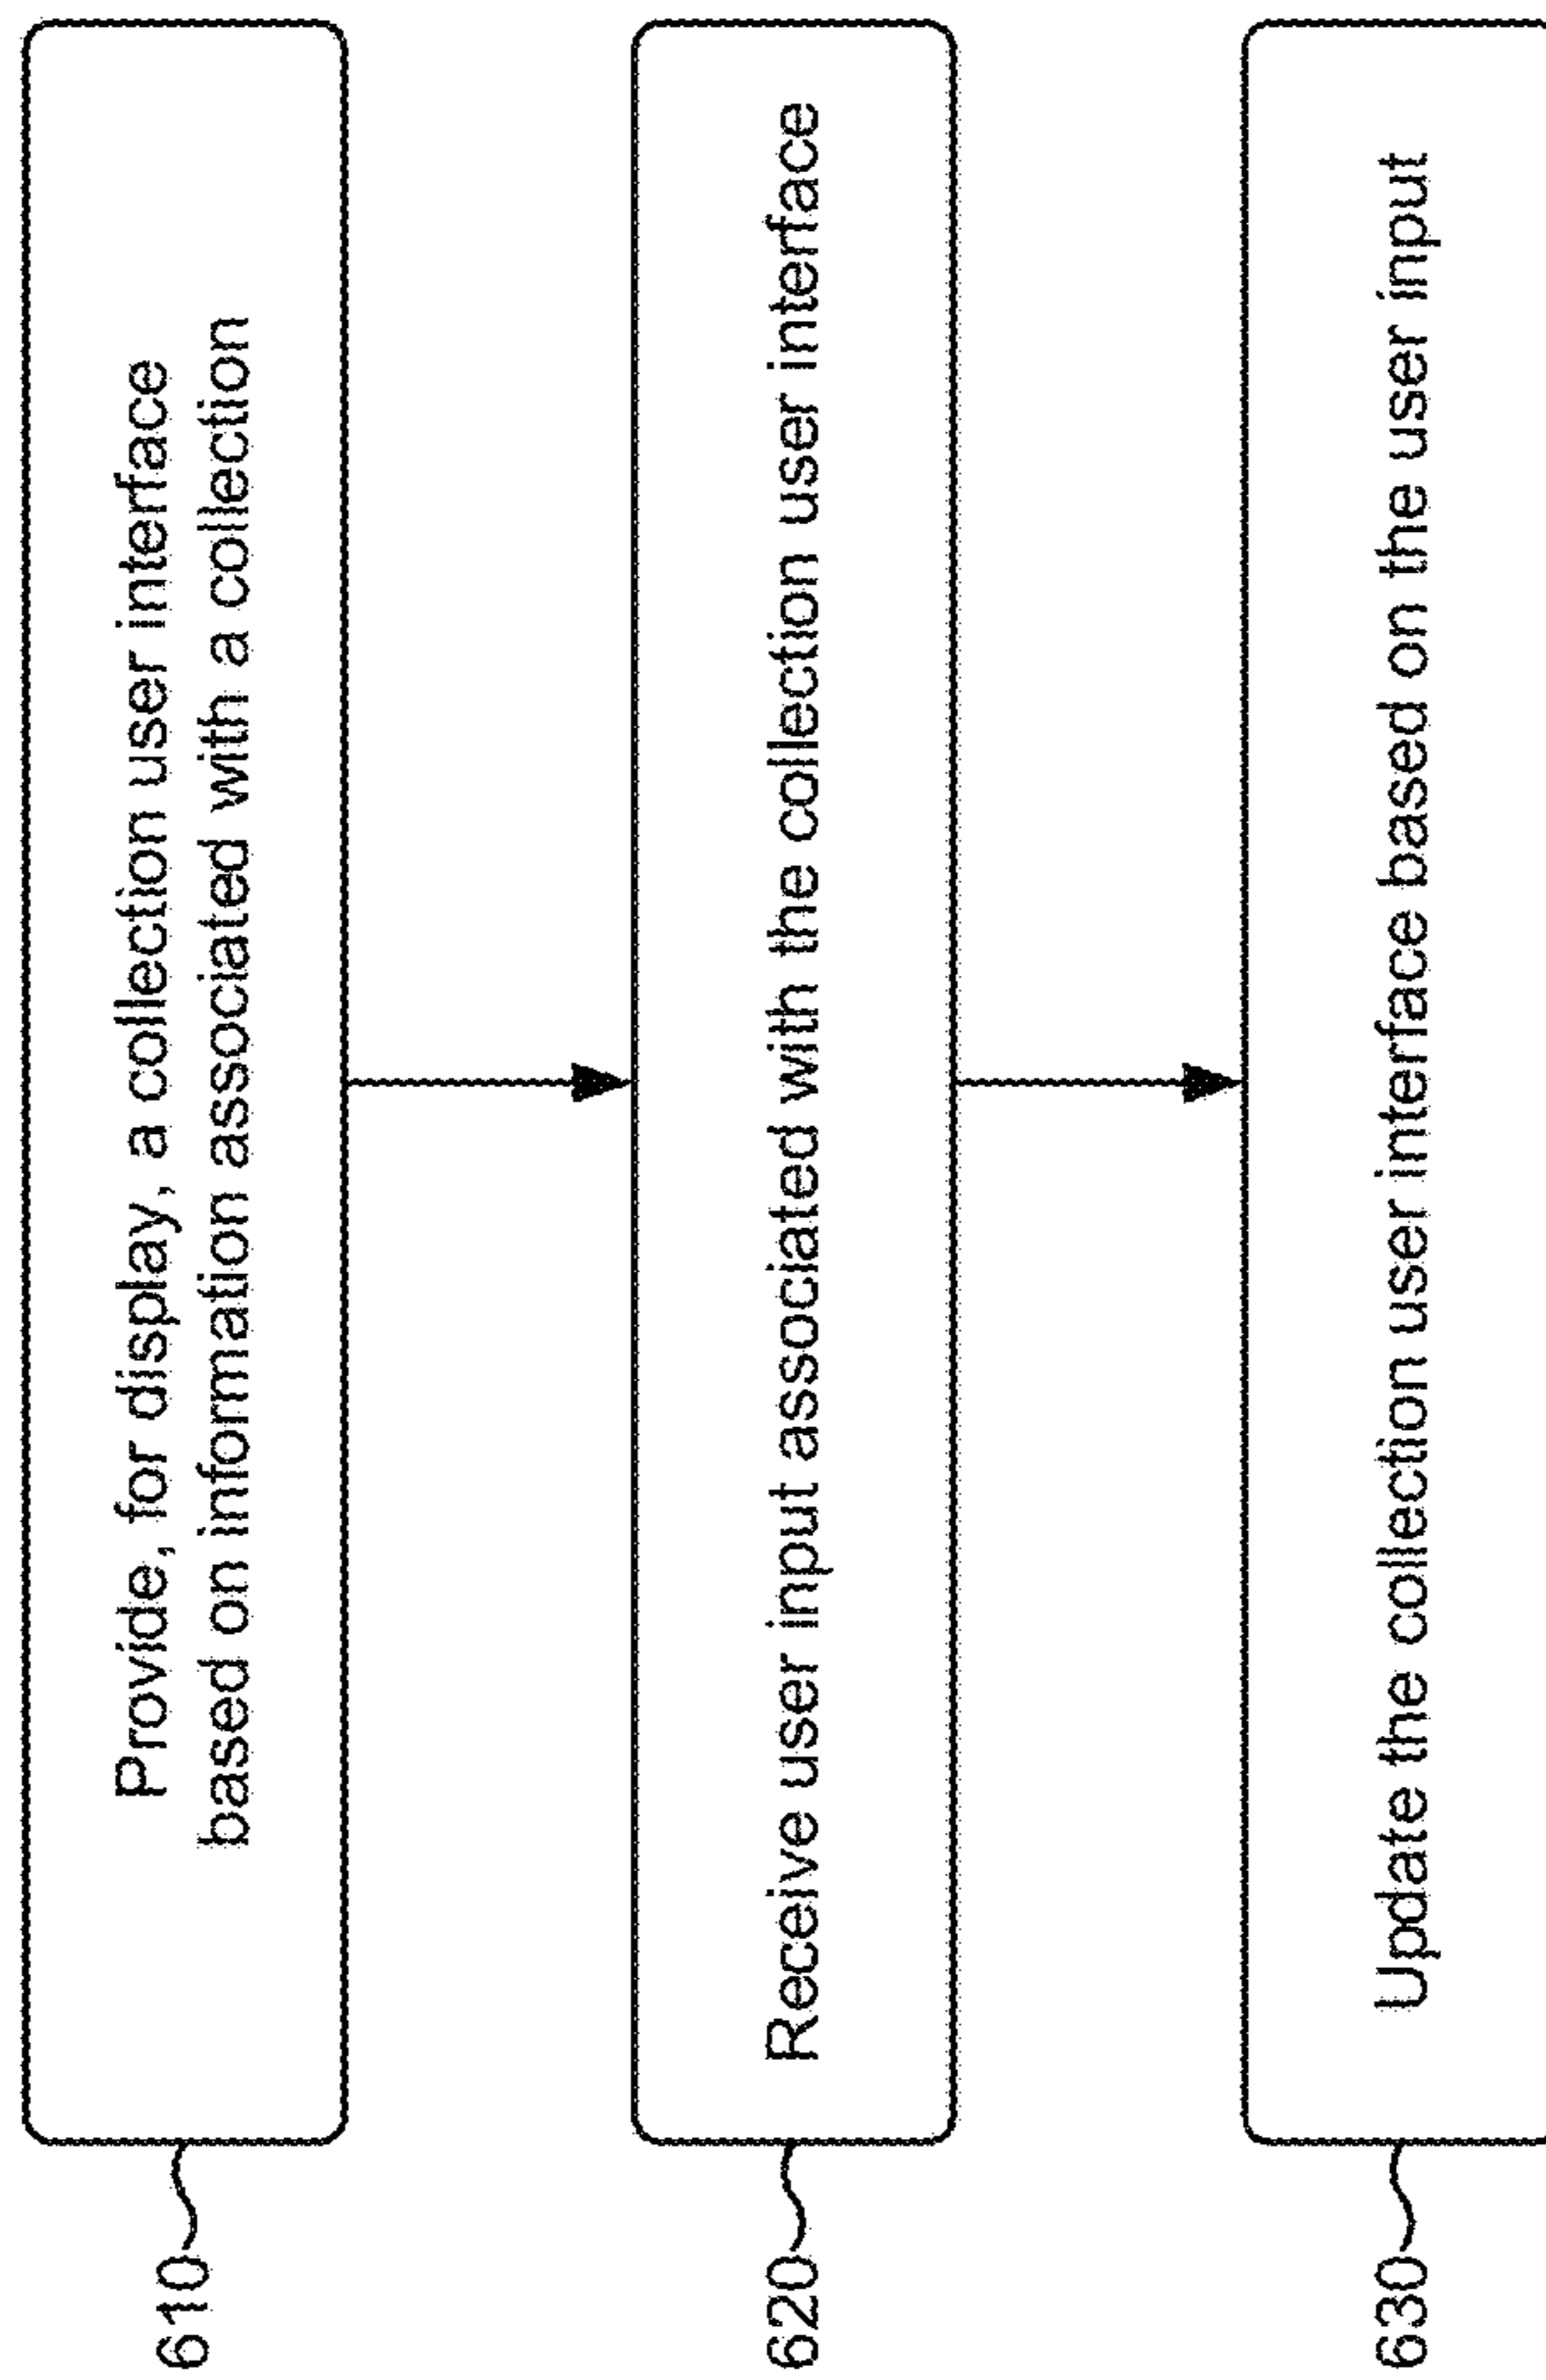 610
Provide, for display, a collection user interface
based on information associated with a collection
620
Receive user input associated with the collection user interface
630
Update the collection user interface based on the user input